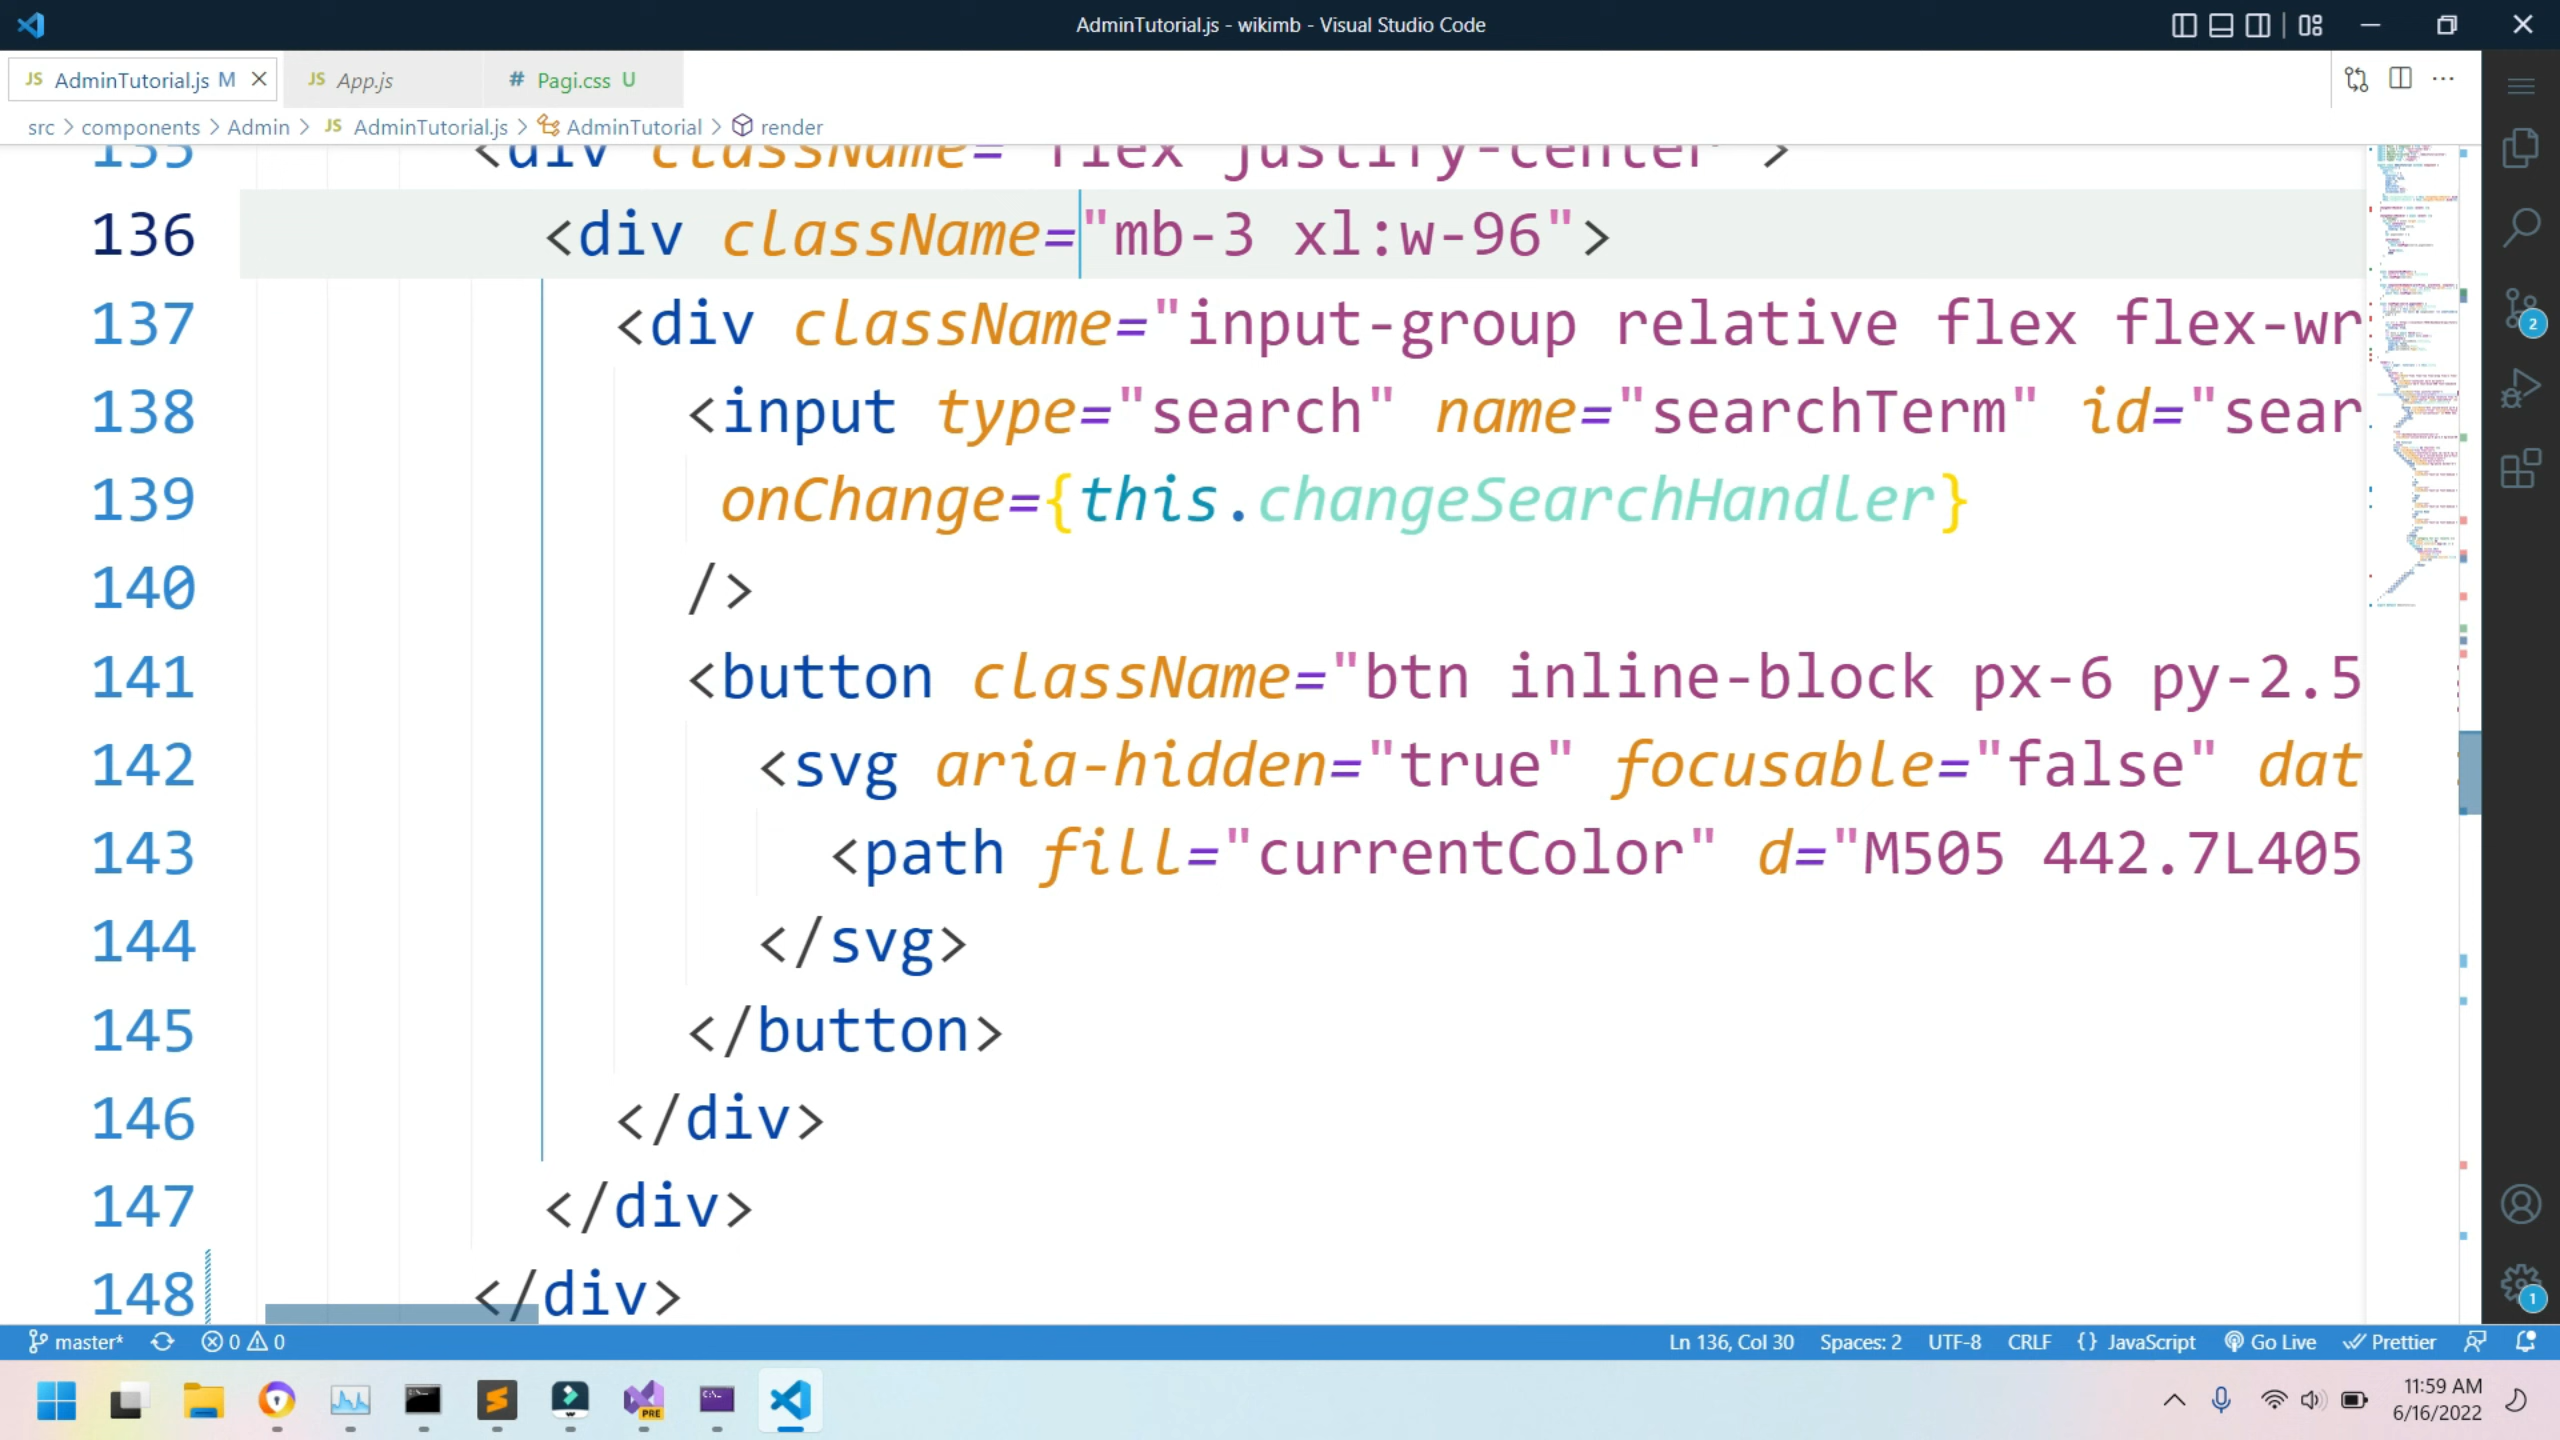 AdminTutorial.js - wikimb - Visual Studio Code
JS AdminTutorial.js M
JS App.js
# Pagi.css U
src > components > Admin > JS AdminTutorial.js > AdminTutorial > render
135 <div className="flex justify-center">
136 <div className="mb-3 xl:w-96">
137 <div className="input-group relative flex flex-wr
138 <input type="search" name="searchTerm" id="sear
139 onChange={this.changeSearchHandler}
140 />
141 <button className="btn inline-block px-6 py-2.5
142 <svg aria-hidden="true" focusable="false" dat
143 <path fill="currentColor" d="M505 442.7L405
144 </svg>
145 </button>
146 </div>
147 </div>
148 </div>
2
1
master* 0 0 Ln 136, Col 30 Spaces: 2 UTF-8 CRLF {} JavaScript Go Live Prettier
PRE
11:59 AM
6/16/2022